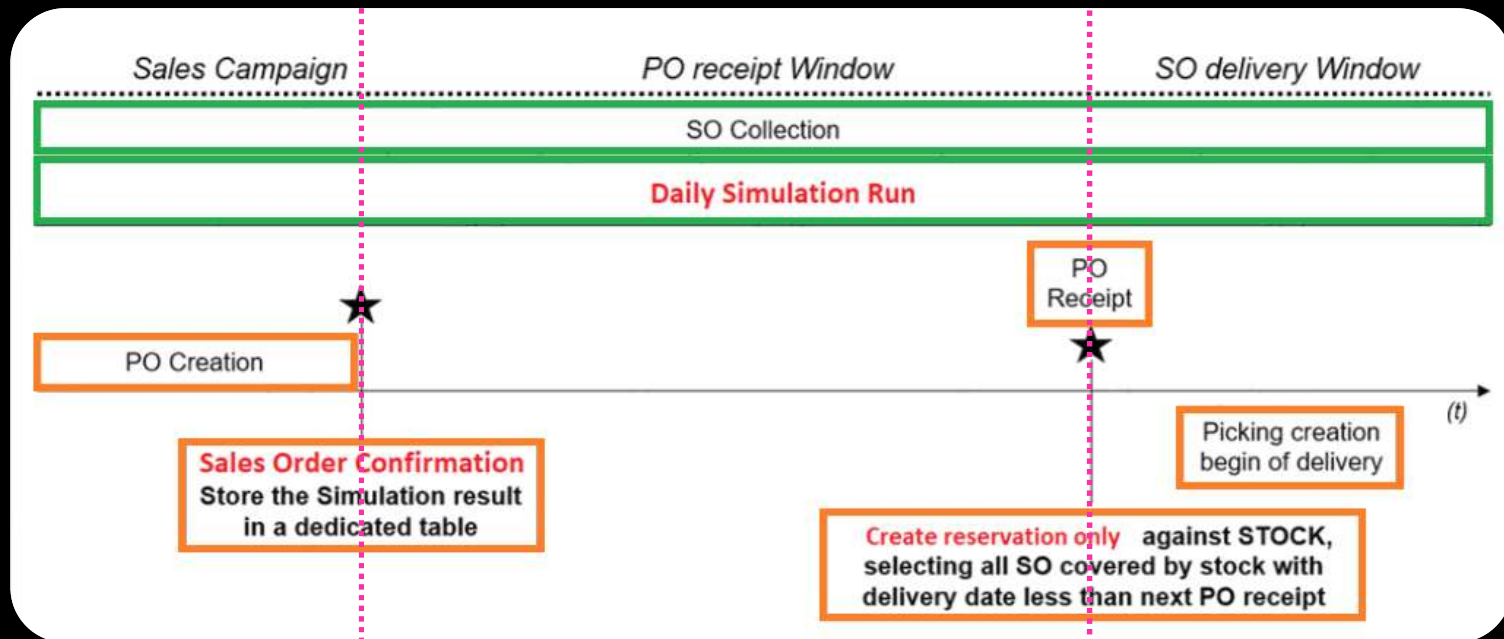 Sales Campaign
PO receipt Window
SO delivery Window
SO Collection
Daily Simulation Run
PO
Receipt
PO Creation
(t)
Picking creation
begin of delivery
Sales Order Confirmation
Store the Simulation result
in a dedicated table
Create reservation only against STOCK,
selecting all SO covered by stock with
delivery date less than next PO receipt